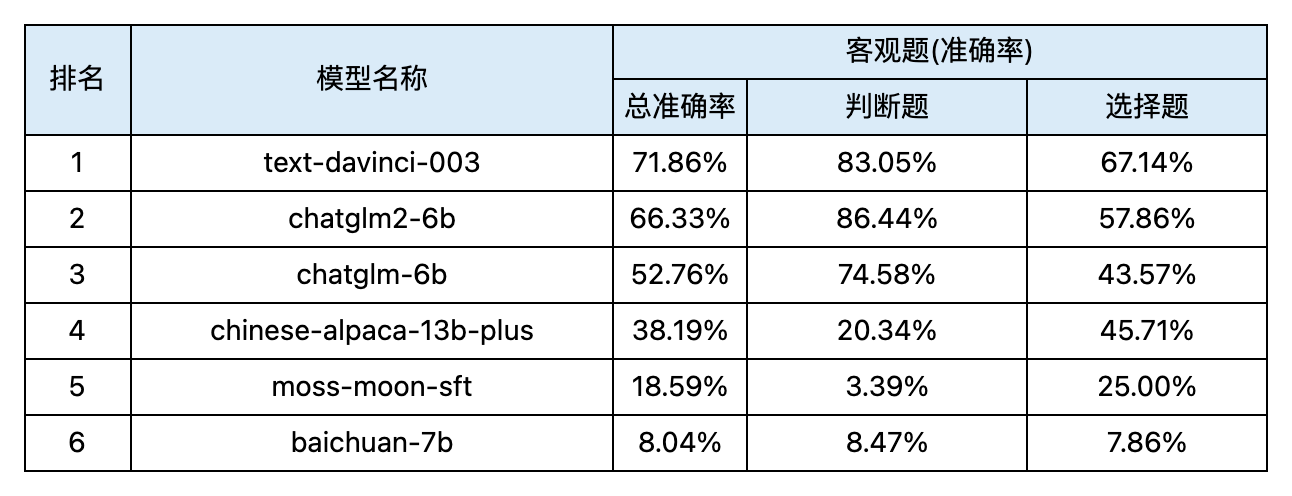 排名 模型名称 客观题(准确率)
总准确率 判断题 选择题
1 text-davinci-003 71.86% 83.05% 67.14%
2 chatglm2-6b 66.33% 86.44% 57.86%
3 chatglm-6b 52.76% 74.58% 43.57%
4 chinese-alpaca-13b-plus 38.19% 20.34% 45.71%
5 moss-moon-sft 18.59% 3.39% 25.00%
6 baichuan-7b 8.04% 8.47% 7.86%